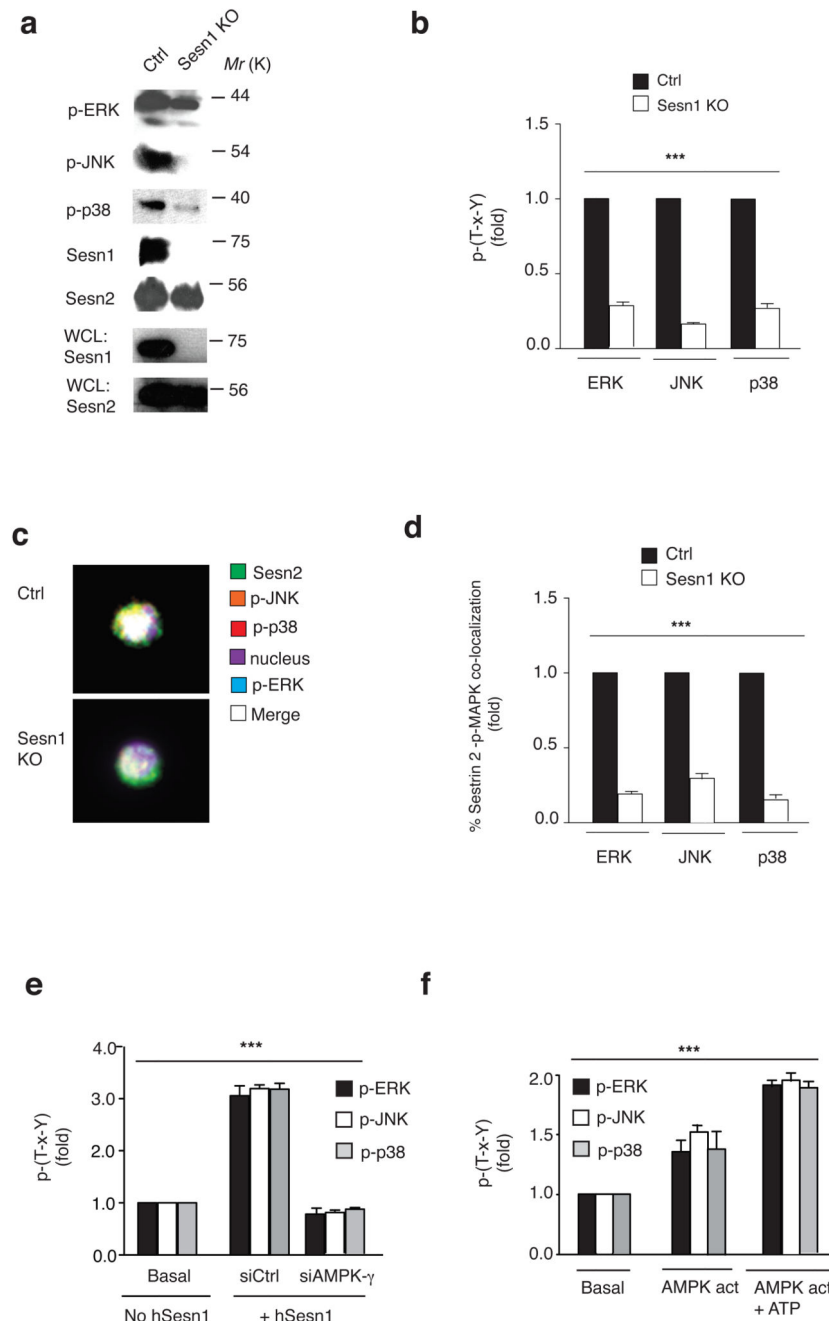 a
Ctrl
Sesn1 KO
Mr (K)
p-ERK
44
p-JNK
54
p-p38
40
Sesn1
75
Sesn2
56
WCL:
Sesn1
75
WCL:
Sesn2
56
b
Ctrl
Sesn1 KO
p-(T-x-Y)
(fold)
1.5
1.0
0.5
0.0
***
ERK
JNK
p38
c
Ctrl
Sesn1
KO
Sesn2
p-JNK
p-p38
nucleus
p-ERK
Merge
d
Ctrl
Sesn1 KO
% Sestrin 2 -p-MAPK co-localization
(fold)
1.5
1.0
0.5
0.0
***
ERK
JNK
p38
e
p-(T-x-Y)
(fold)
4.0
3.0
1.0
0.0
***
p-ERK
p-JNK
p-p38
Basal
siCtrl
siAMPK-γ
No hSesn1
+ hSesn1
f
p-(T-x-Y)
(fold)
2.0
1.5
1.0
0.0
***
p-ERK
p-JNK
p-p38
Basal
AMPK act
AMPK act
+ ATP